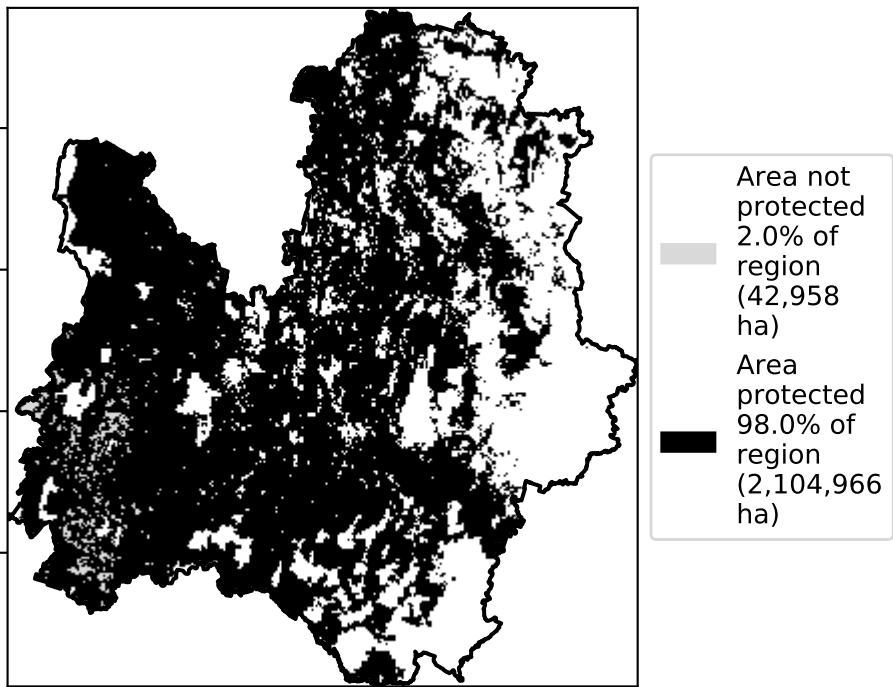 Area not
protected
2.0% of
region
(42,958
ha)
Area
protected
98.0% of
region
(2,104,966
ha)